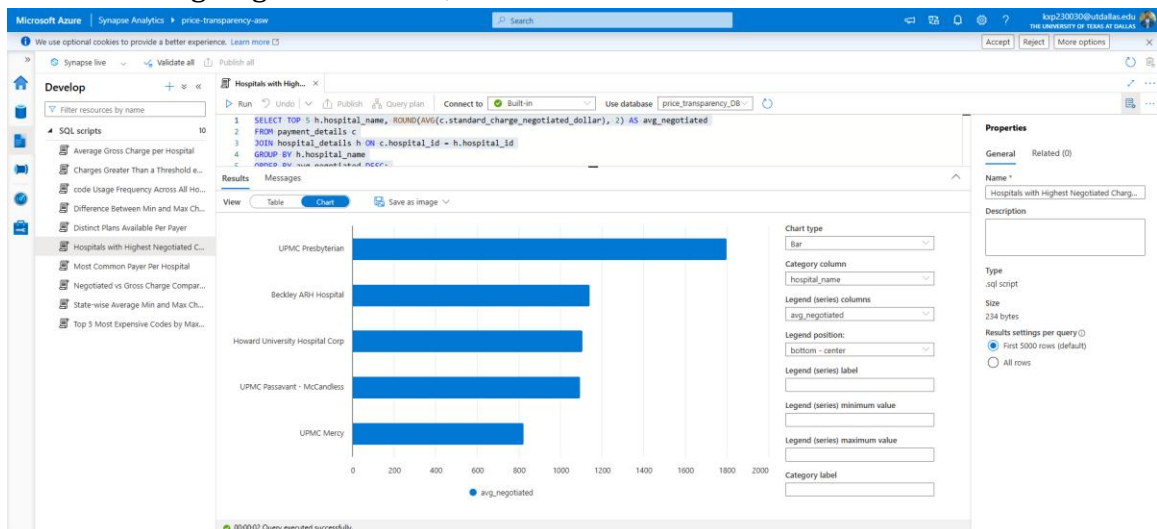 Microsoft Azure | Synapse Analytics ▸ price-transparency-asw
Search
kxp230030@utdallas.edu
THE UNIVERSITY OF TEXAS AT DALLAS
We use optional cookies to provide a better experience. Learn more
Accept Reject More options
Synapse live Validate all Publish all
Develop
Filter resources by name
SQL scripts 10
Average Gross Charge per Hospital
Charges Greater Than a Threshold e...
code Usage Frequency Across All Ho...
Difference Between Min and Max Ch...
Distinct Plans Available Per Payer
Hospitals with Highest Negotiated C...
Most Common Payer Per Hospital
Negotiated vs Gross Charge Compar...
State-wise Average Min and Max Ch...
Top 5 Most Expensive Codes by Max...
Hospitals with High...
Run Undo Publish Query plan Connect to Built-in Use database price_transparency_DB
1 SELECT TOP 5 h.hospital_name, ROUND(AVG(c.standard_charge_negotiated_dollar), 2) AS avg_negotiated
2 FROM payment_details c
3 JOIN hospital_details h ON c.hospital_id = h.hospital_id
4 GROUP BY h.hospital_name
5 ORDER BY avg_negotiated DESC;
Results Messages
View Table Chart Save as image
UPMC Presbyterian
Beckley ARH Hospital
Howard University Hospital Corp
UPMC Passavant - McCandless
UPMC Mercy
0 200 400 600 800 1000 1200 1400 1600 1800 2000
avg_negotiated
Chart type
Bar
Category column
hospital_name
Legend (series) columns
avg_negotiated
Legend position:
bottom - center
Legend (series) label
Legend (series) minimum value
Legend (series) maximum value
Category label
00:00:02 Query executed successfully.
Properties
General Related (0)
Name *
Hospitals with Highest Negotiated Charg...
Description
Type
.sql script
Size
234 bytes
Results settings per query
First 5000 rows (default)
All rows